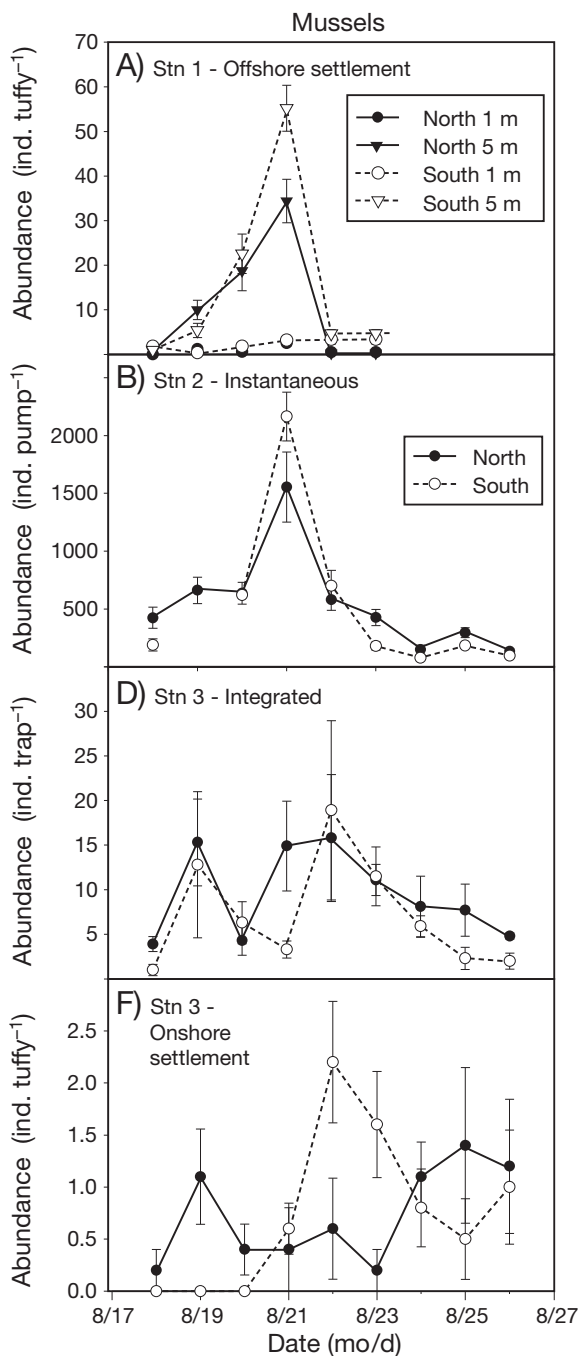 Mussels
A) Stn 1 - Offshore settlement
North 1 m
North 5 m
South 1 m
South 5 m
Abundance (ind. tuffy⁻¹)
70
60
50
40
30
20
10
B) Stn 2 - Instantaneous
North
South
Abundance (ind. pump⁻¹)
2000
1500
1000
500
D) Stn 3 - Integrated
Abundance (ind. trap⁻¹)
30
25
20
15
10
5
F) Stn 3 -
Onshore
settlement
Abundance (ind. tuffy⁻¹)
2.5
2.0
1.5
1.0
0.5
0.0
8/17 8/19 8/21 8/23 8/25 8/27
Date (mo/d)